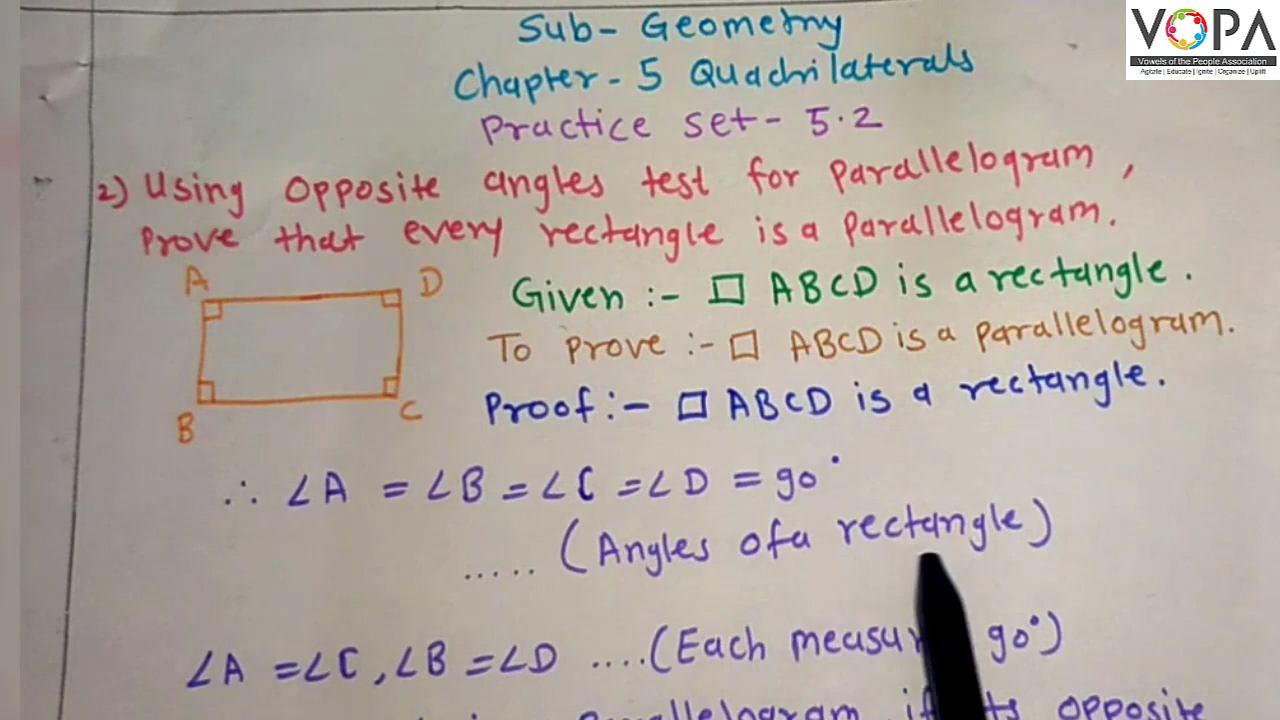 Sub- Geometry
Chapter - 5 Quadrilaterals
Practice set - 5.2
VOPA
Vowels of the People Association
Agitate | Educate | Ignite | Organize | Uplift
2) Using opposite angles test for parallelogram,
Prove that every rectangle is a parallelogram.
A D
B C
Given :- □ ABCD is a rectangle.
To prove :- □ ABCD is a parallelogram.
Proof :- □ ABCD is a rectangle.
∴ ∠A = ∠B = ∠C = ∠D = 90°
..... (Angles of a rectangle)
∠A = ∠C, ∠B = ∠D ....(Each 90°)
opposite